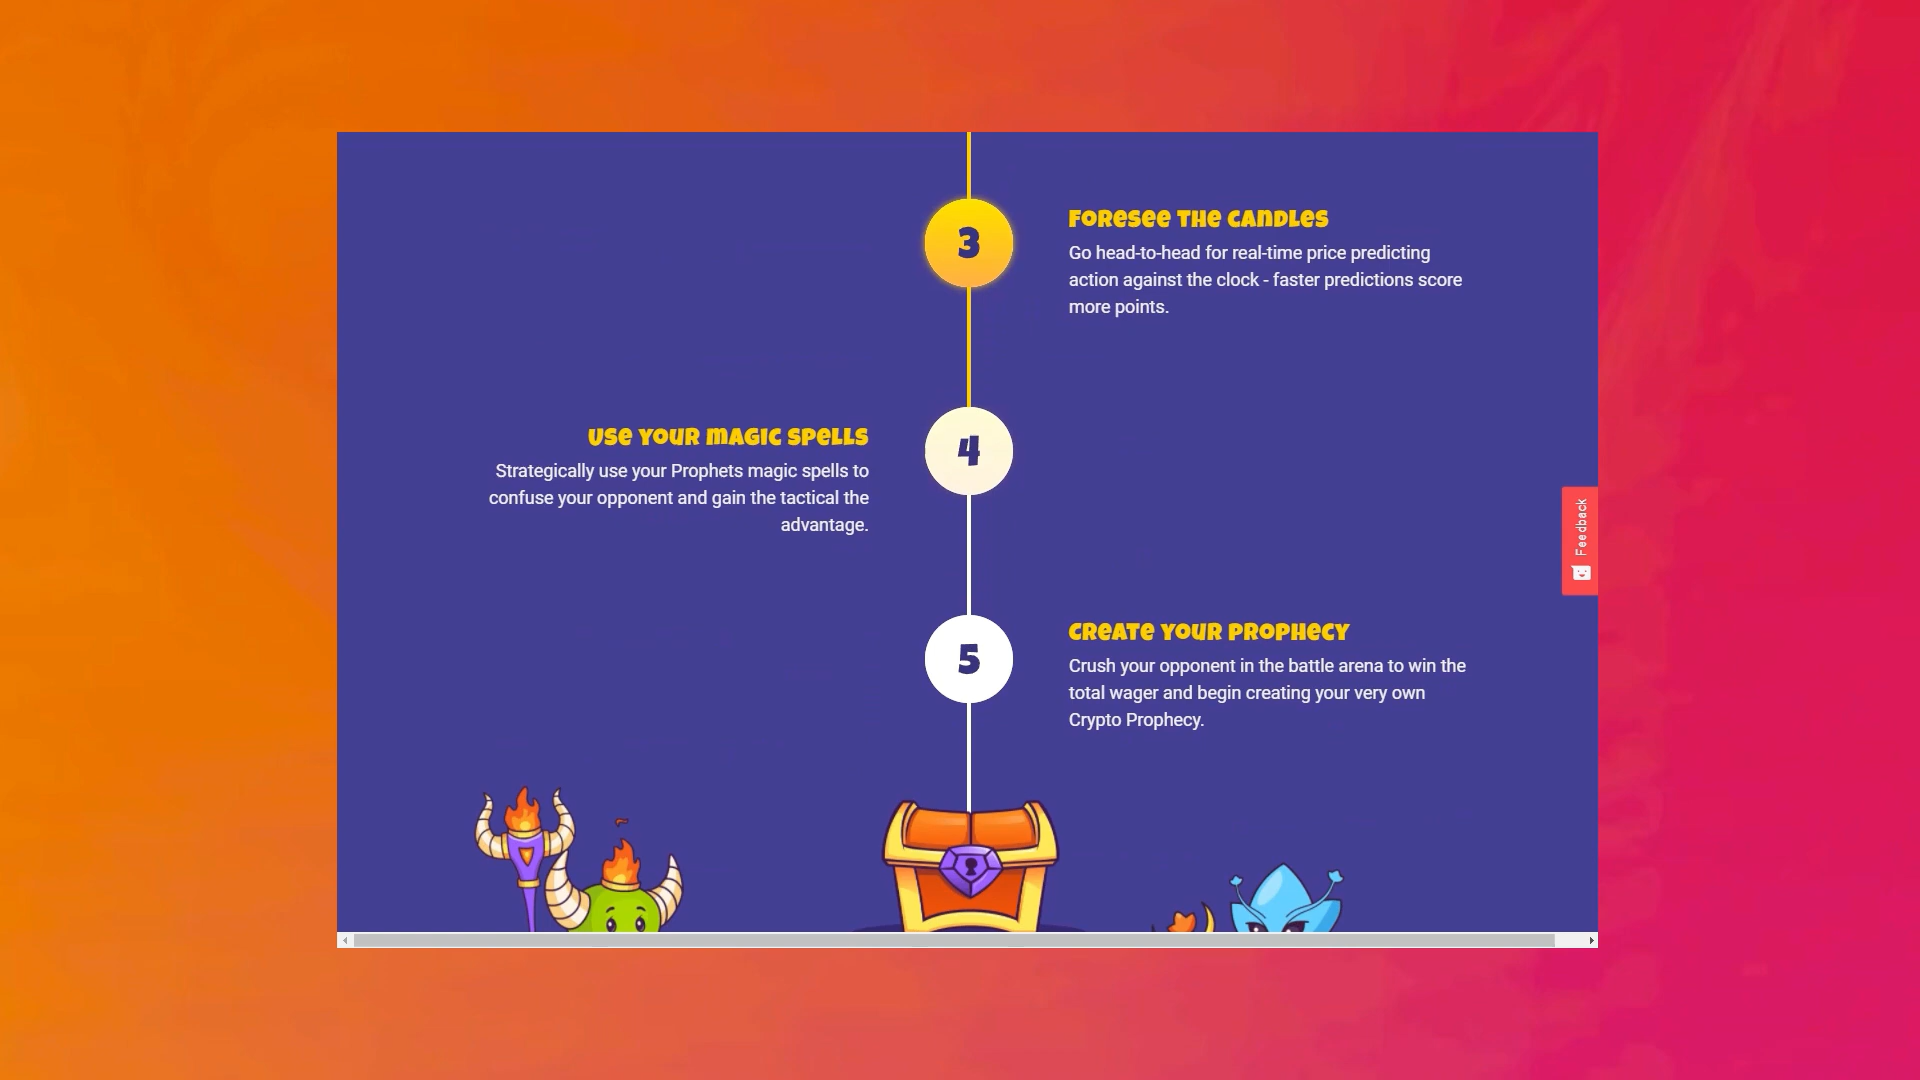 3
FORESEE THE CANDLES
Go head-to-head for real-time price predicting
action against the clock - faster predictions score
more points.
USE YOUR MAGIC SPELLS
Strategically use your Prophets magic spells to
confuse your opponent and gain the tactical the
advantage.
4
Feedback
5
CREATE YOUR PROPHECY
Crush your opponent in the battle arena to win the
total wager and begin creating your very own
Crypto Prophecy.